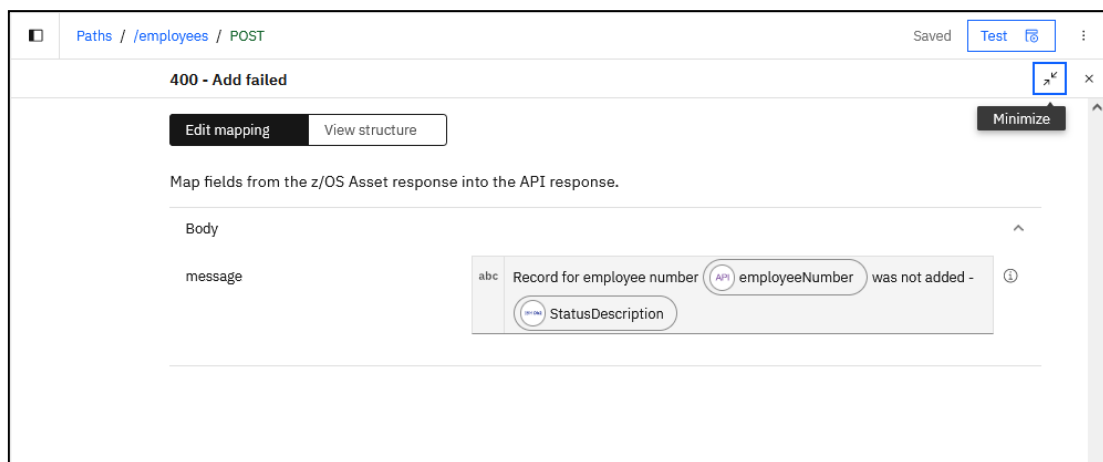 Paths / /employees / POST
Saved
Test
400 - Add failed
Minimize
Edit mapping
View structure
Map fields from the z/OS Asset response into the API response.
Body
message
abc
Record for employee number API employeeNumber was not added -
StatusDescription